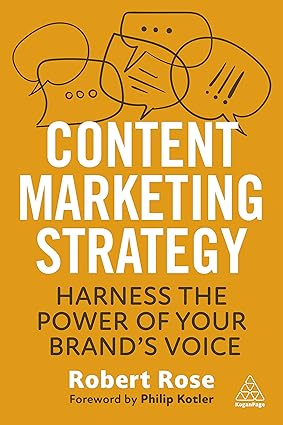 CONTENT
MARKETING
STRATEGY
HARNESS THE
POWER OF YOUR
BRAND'S VOICE
Robert Rose
Foreword by Philip Kotler
KoganPage